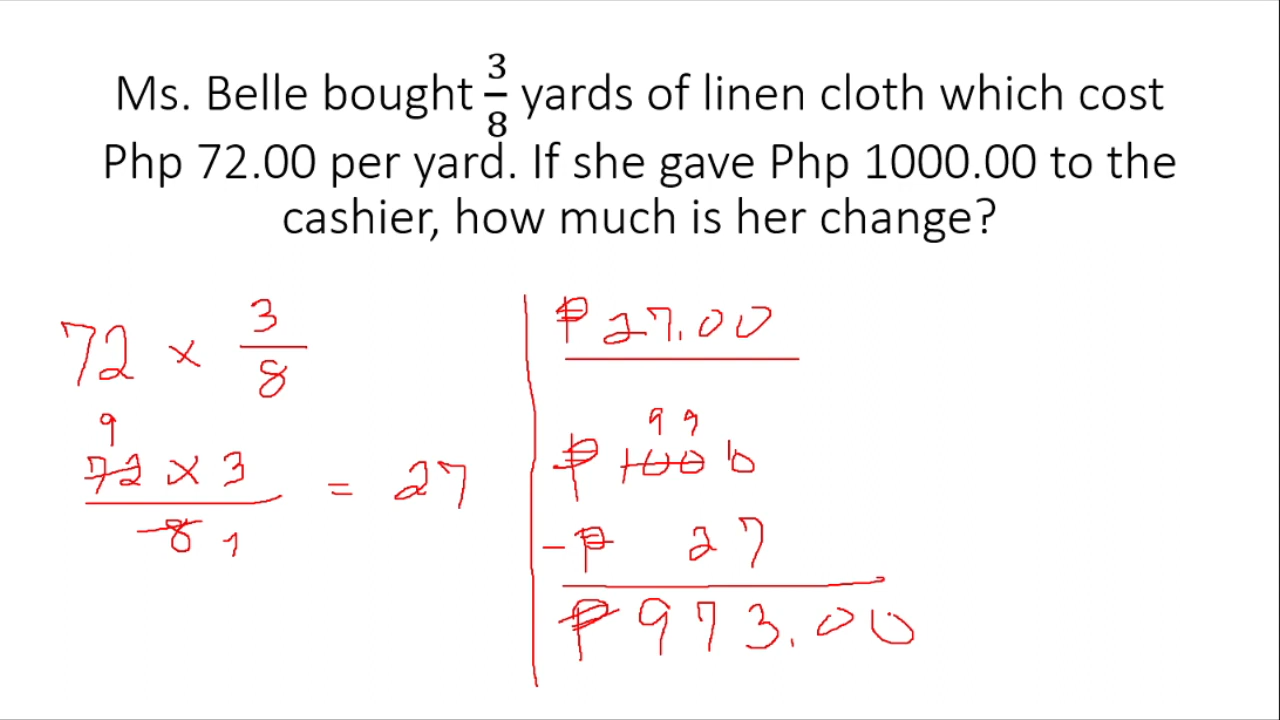 Ms. Belle bought 3/8 yards of linen cloth which cost
Php 72.00 per yard. If she gave Php 1000.00 to the
cashier, how much is her change?
72 × 3/8
9
72 × 3 / 8 1 = 27
₱27.00
9 9
₱ 100 10
- ₱ 27
₱ 973.00